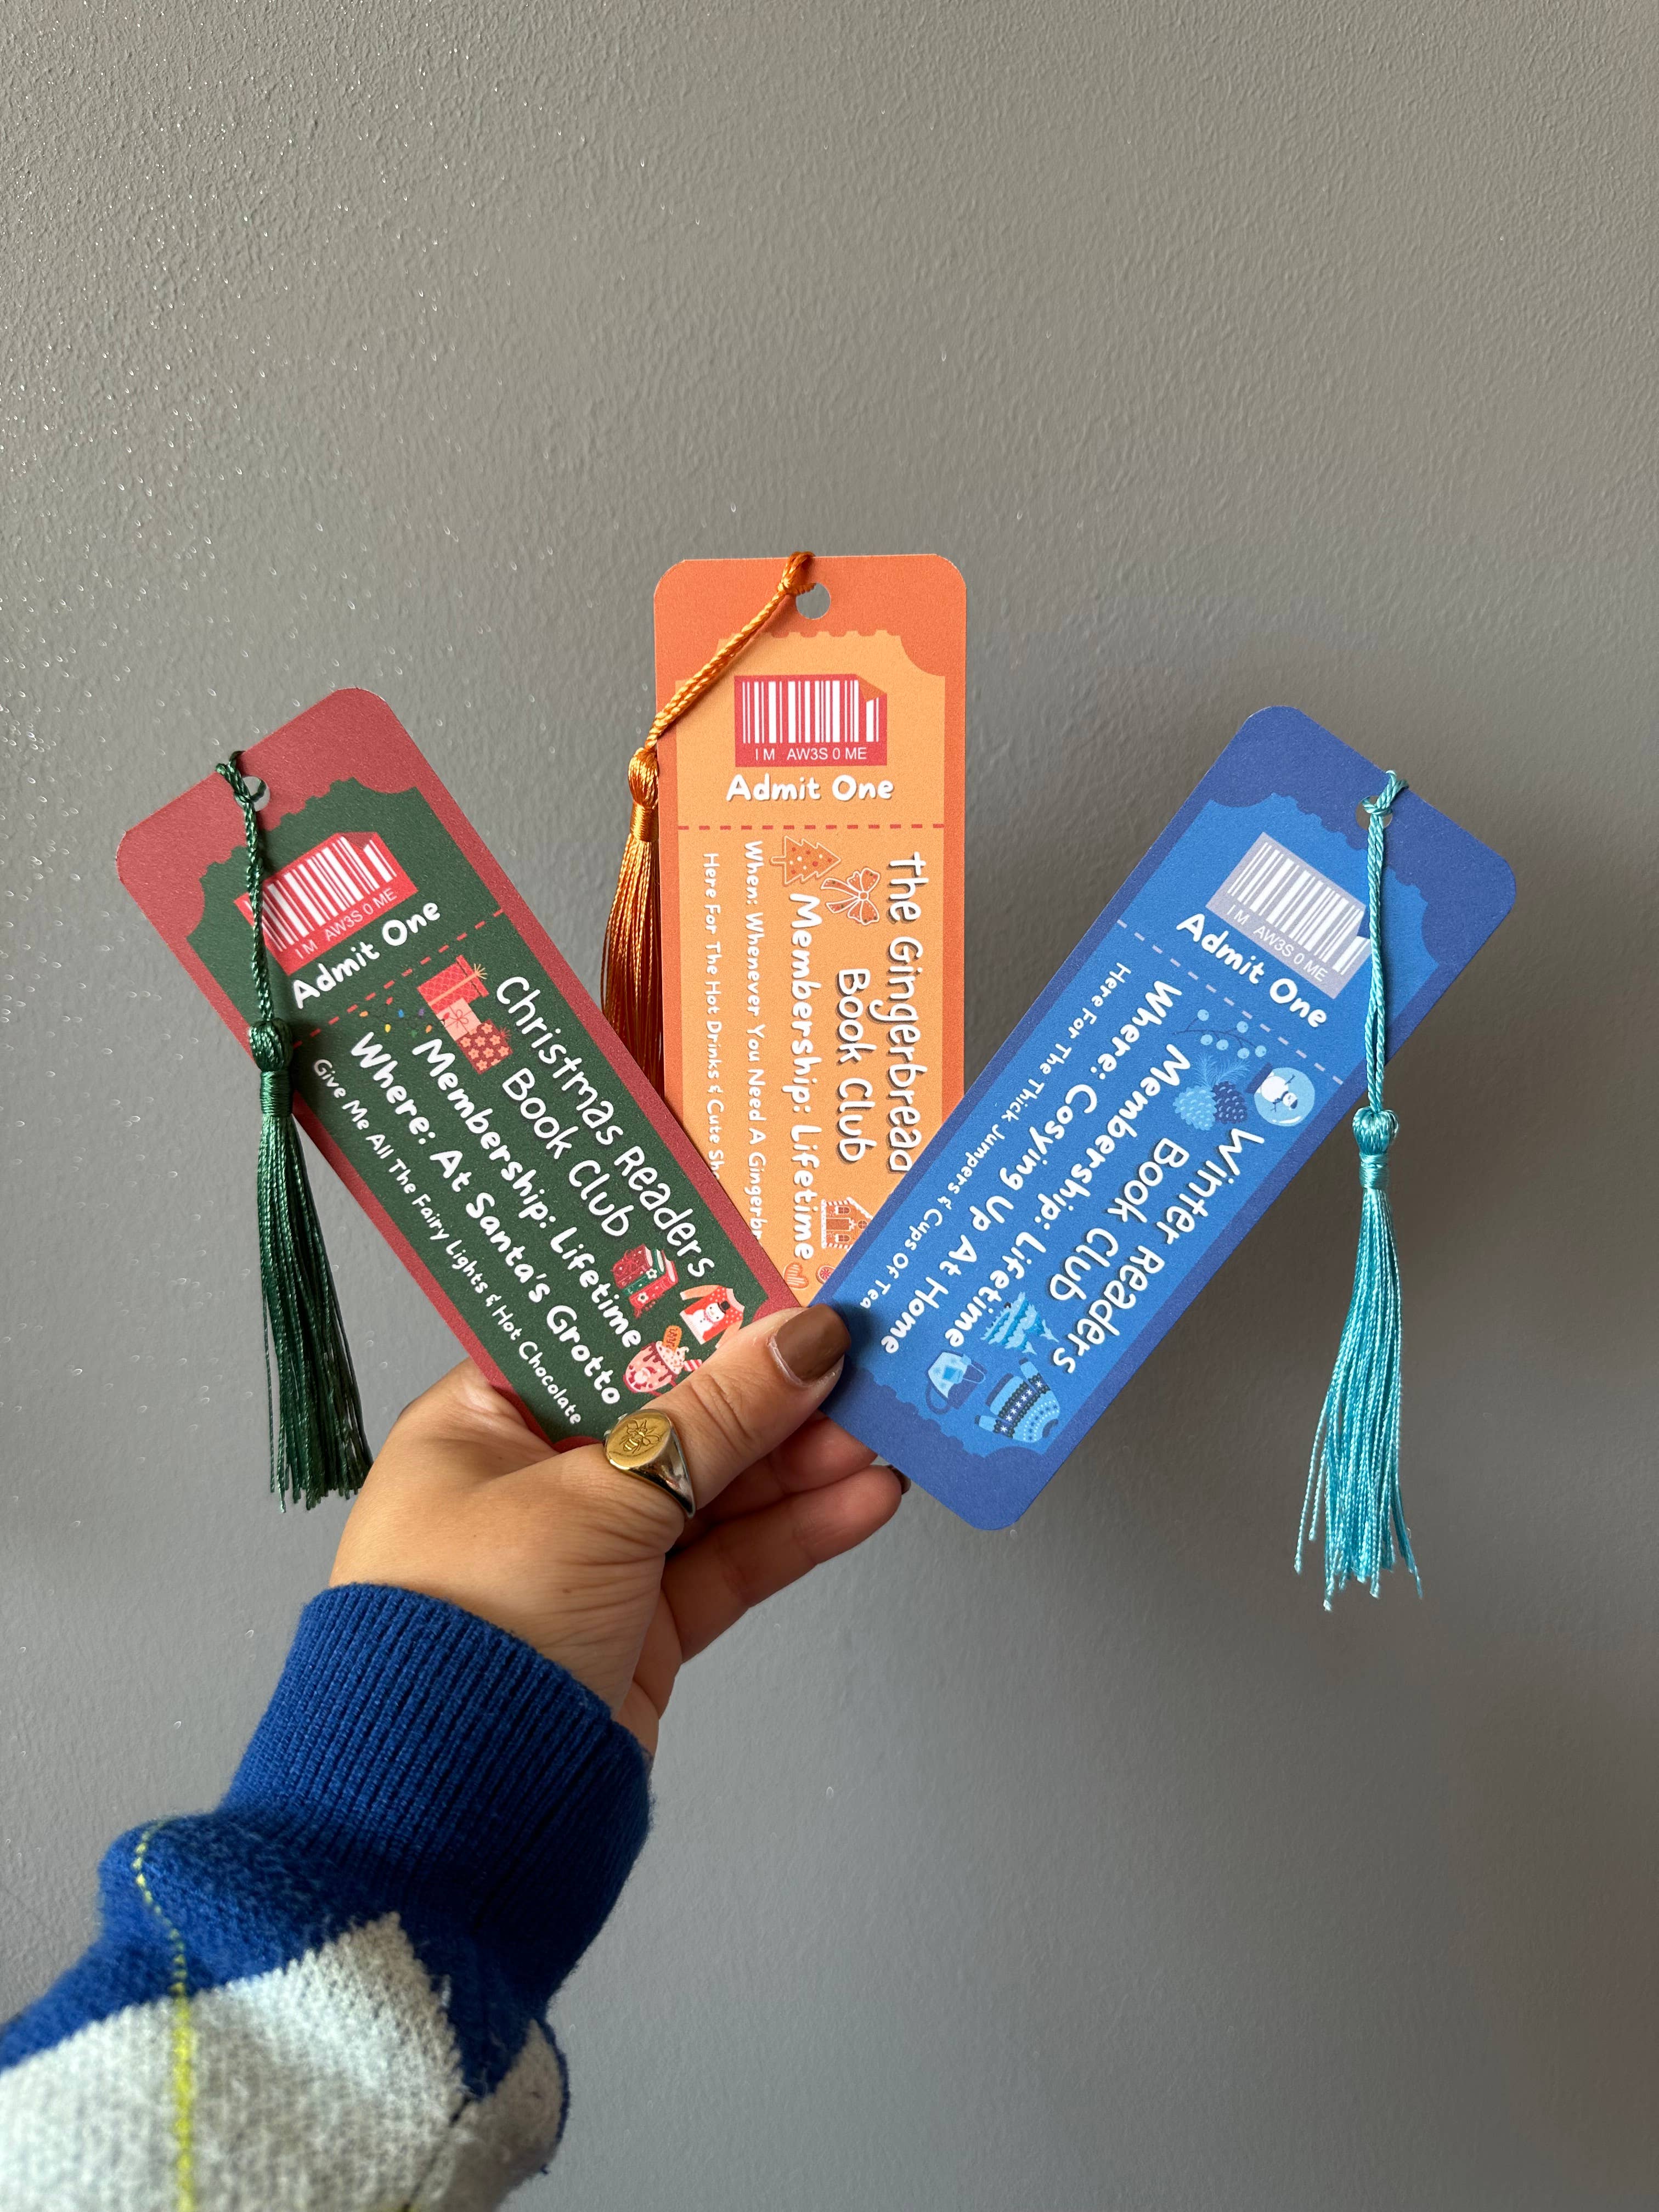 I M AW3S 0 ME
Admit One
Christmas Readers
Book Club
Membership: Lifetime
Where: At Santa's Grotto
Give Me All The Fairy Lights & Hot Chocolate
I M AW3S 0 ME
Admit One
The Gingerbread
Book Club
Membership: Lifetime
When: Whenever You Need A
Here For The Hot Drinks & Cute
I M AW3S 0 ME
Admit One
Winter Readers
Book Club
Membership: Lifetime
Where: Cosying Up At Home
Here For The Thick Jumpers & Cups Of Tea